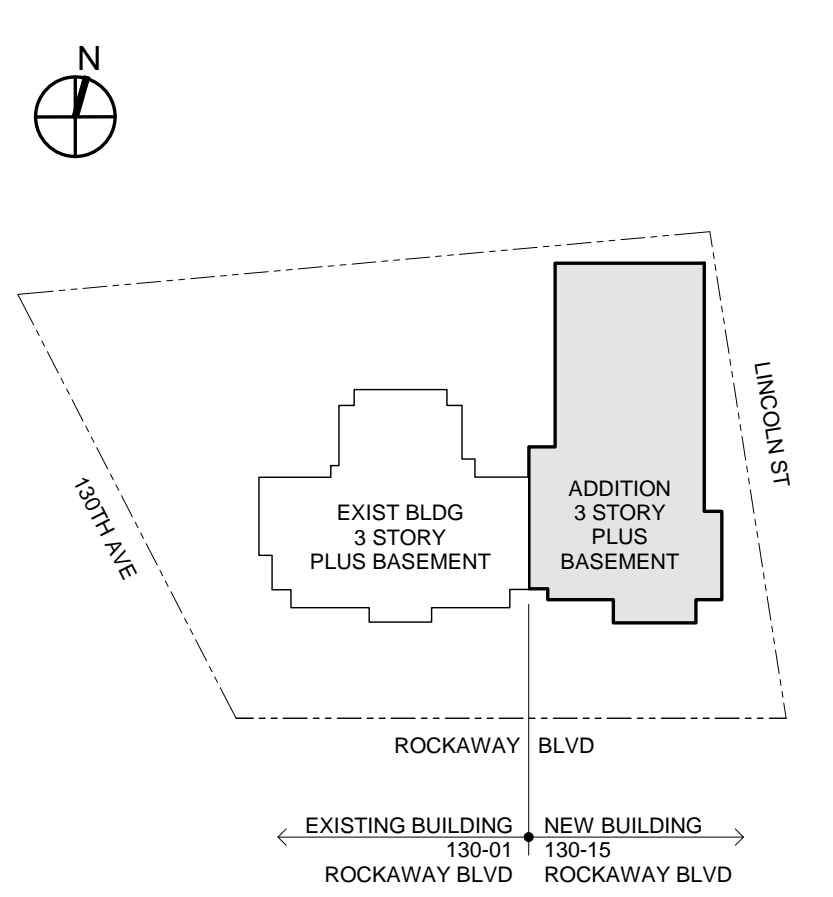 N
LINCOLN ST
130TH AVE
EXIST BLDG
3 STORY
PLUS BASEMENT
ADDITION
3 STORY
PLUS
BASEMENT
ROCKAWAY BLVD
EXISTING BUILDING
130-01
ROCKAWAY BLVD
NEW BUILDING
130-15
ROCKAWAY BLVD